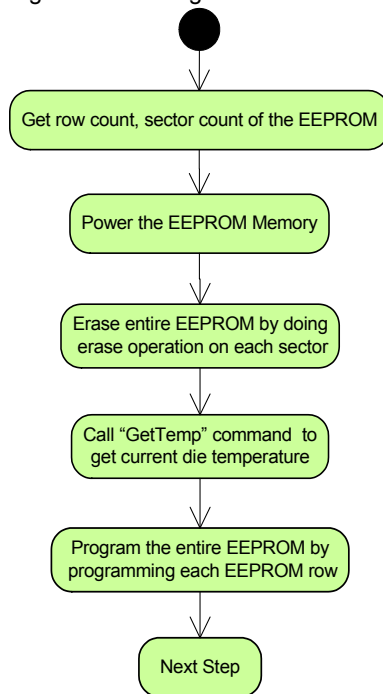 Get row count, sector count of the EEPROM
Power the EEPROM Memory
Erase entire EEPROM by doing
erase operation on each sector
Call “GetTemp” command to
get current die temperature
Program the entire EEPROM by
programming each EEPROM row
Next Step